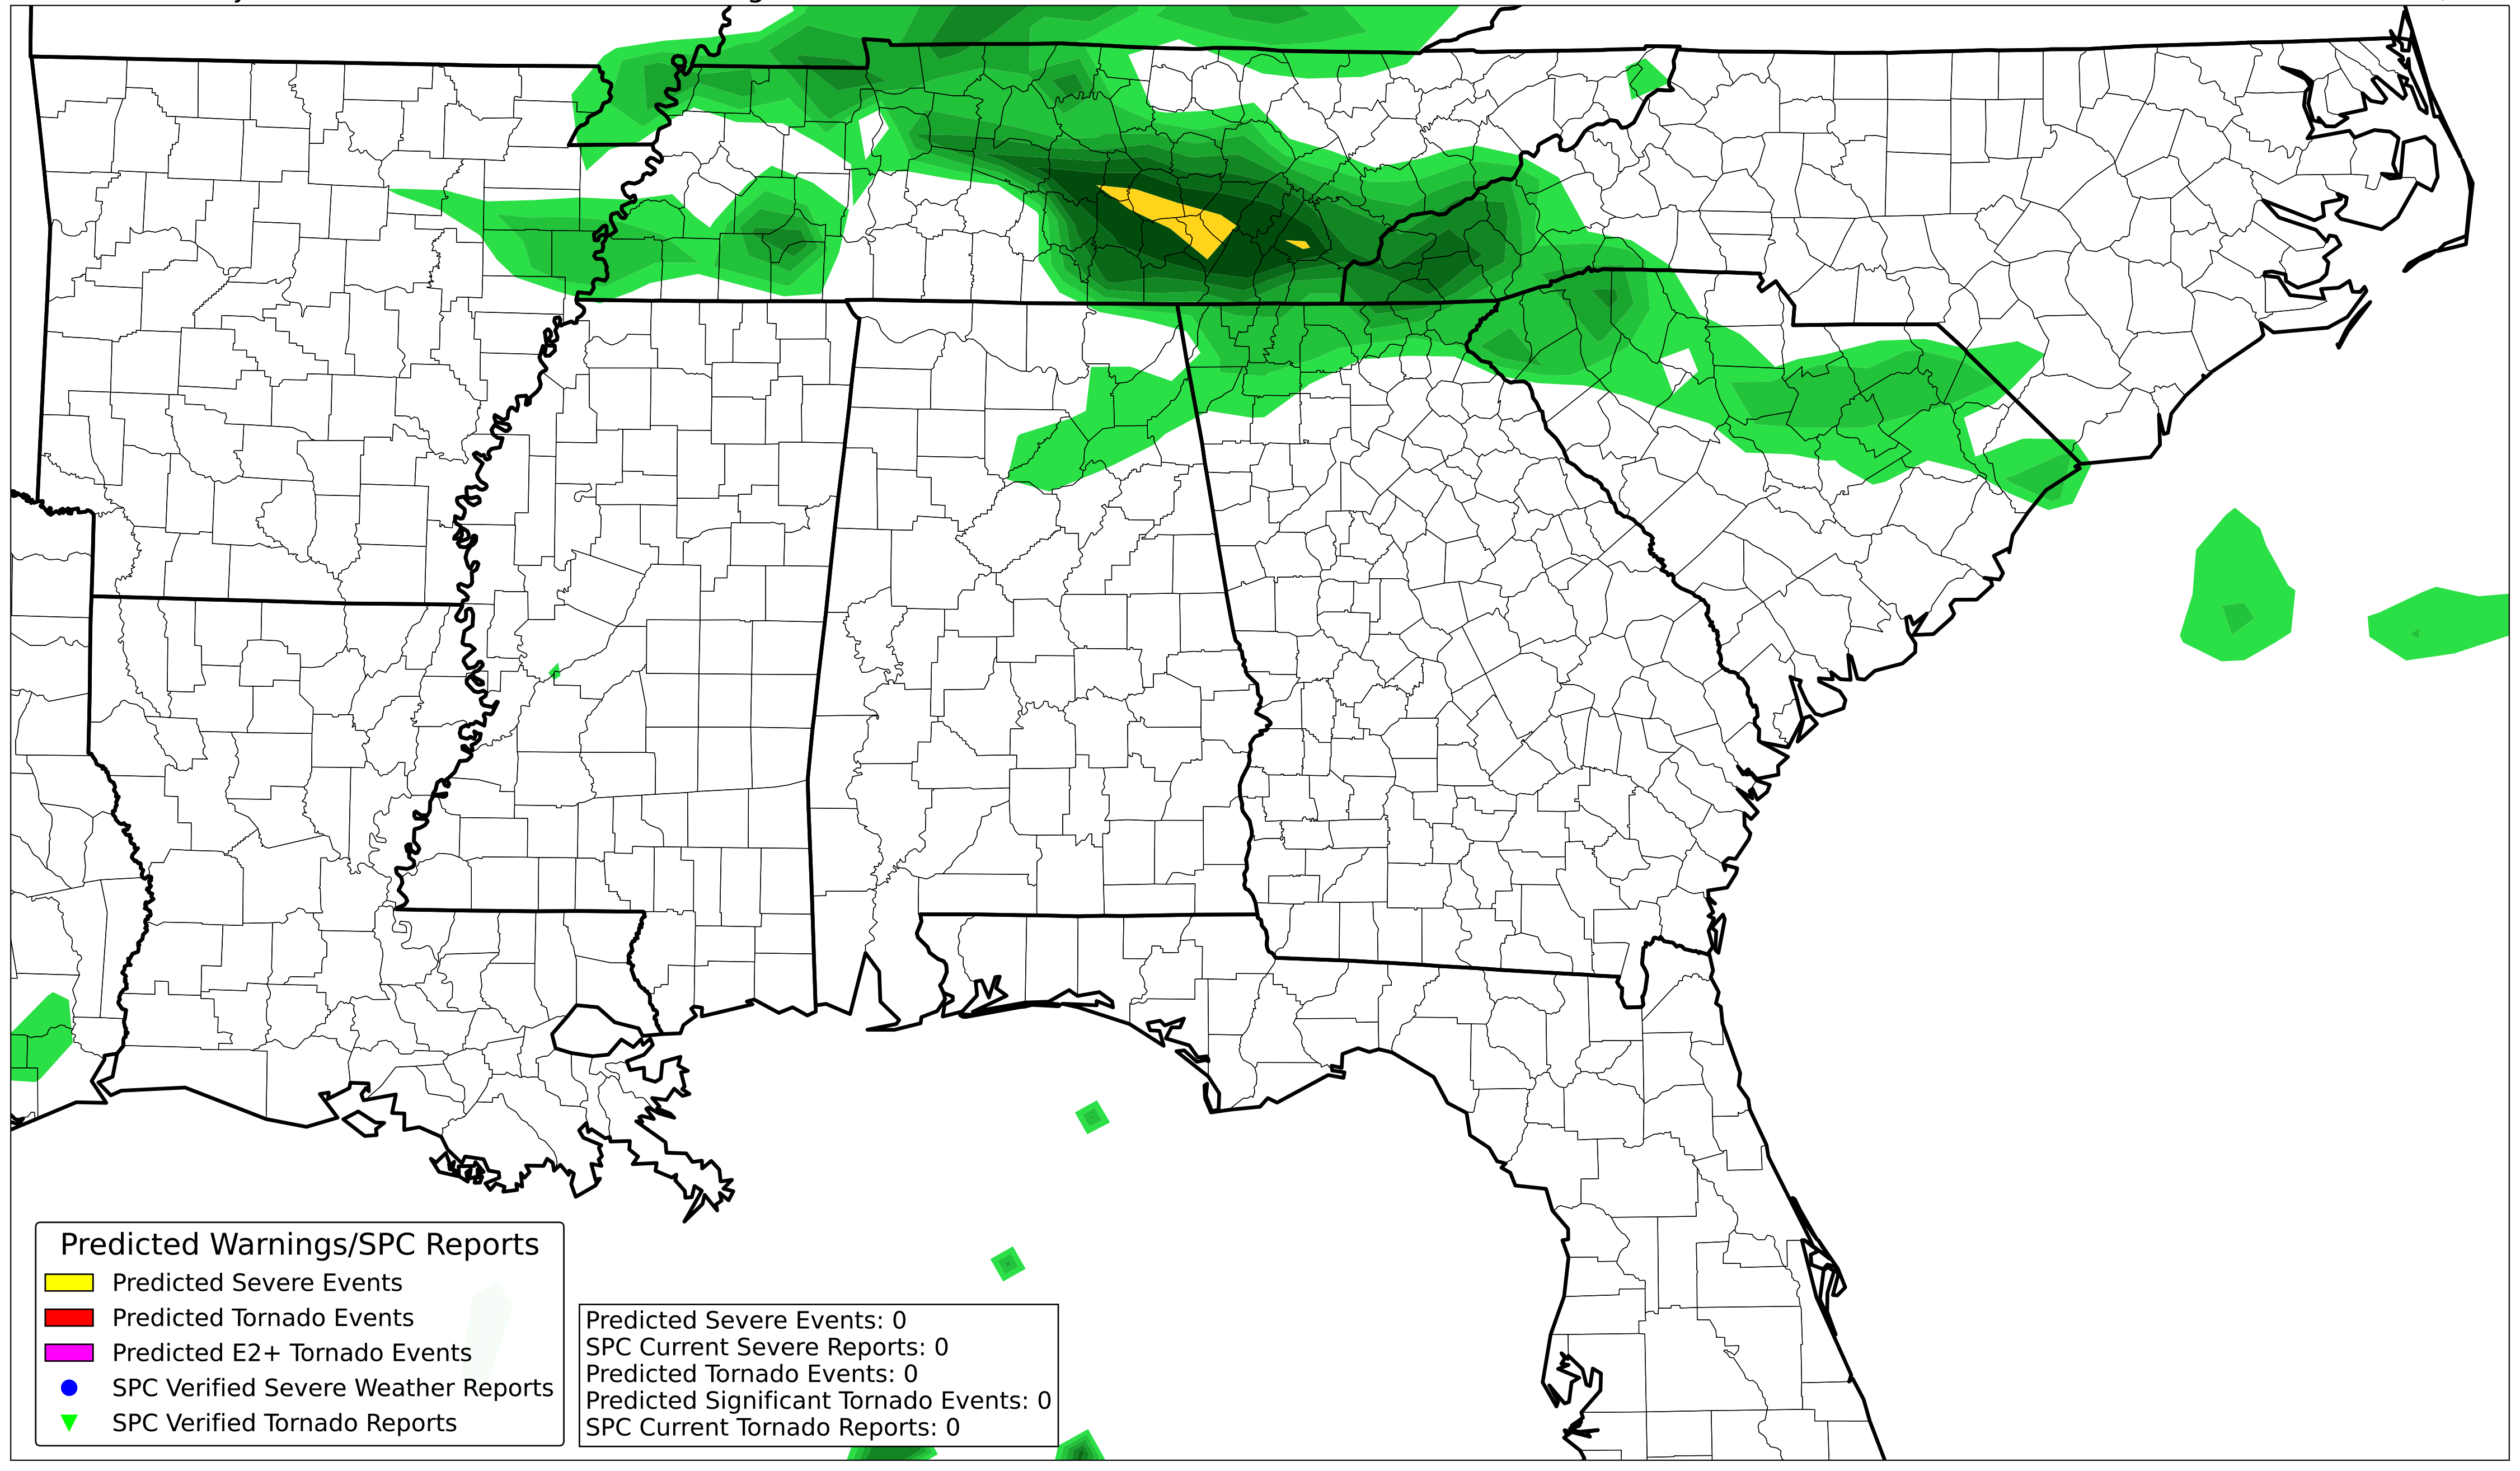 Predicted Warnings/SPC Reports
Predicted Severe Events
Predicted Tornado Events
Predicted E2+ Tornado Events
SPC Verified Severe Weather Reports
SPC Verified Tornado Reports
Predicted Severe Events: 0
SPC Current Severe Reports: 0
Predicted Tornado Events: 0
Predicted Significant Tornado Events: 0
SPC Current Tornado Reports: 0